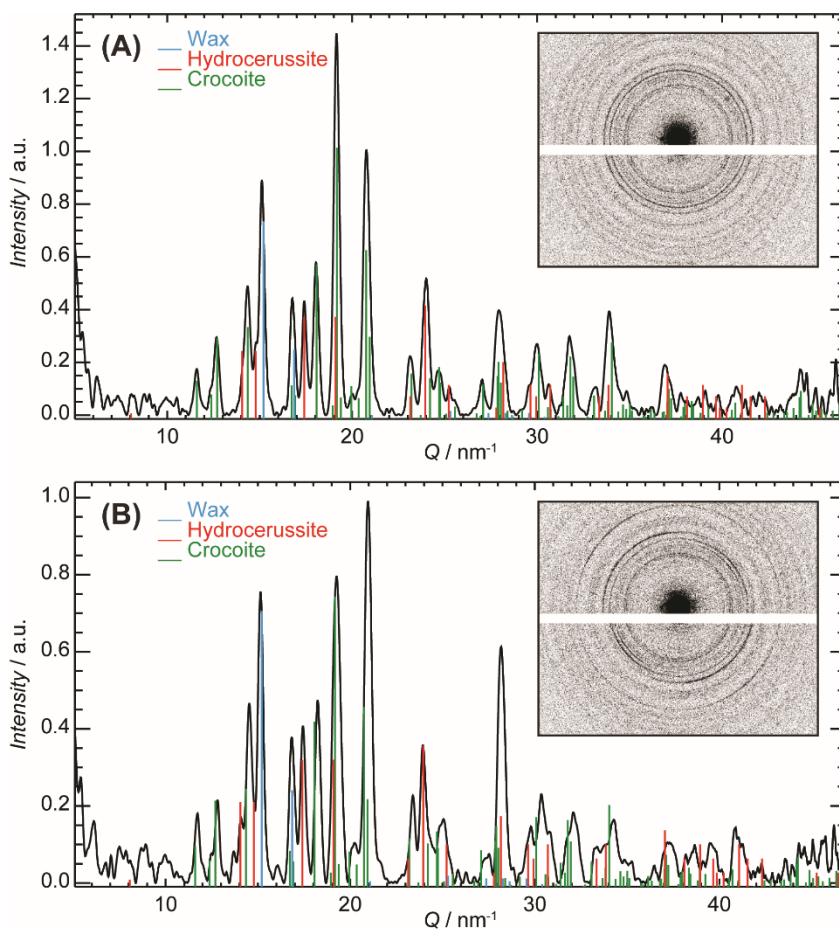 (A)
Wax
Hydrocerussite
Crocoite
Intensity / a.u.
1.4
1.2
1.0
0.8
0.6
0.4
0.2
0.0
10 20 30 40
Q / nm⁻¹
(B)
Wax
Hydrocerussite
Crocoite
Intensity / a.u.
1.0
0.8
0.6
0.4
0.2
0.0
10 20 30 40
Q / nm⁻¹